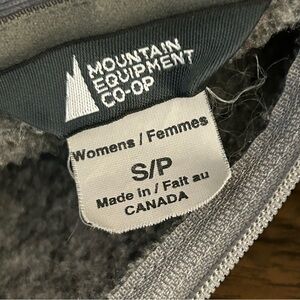 MOUNTAIN
EQUIPMENT
CO-OP
Womens / Femmes
S/P
Made in / Fait au
CANADA